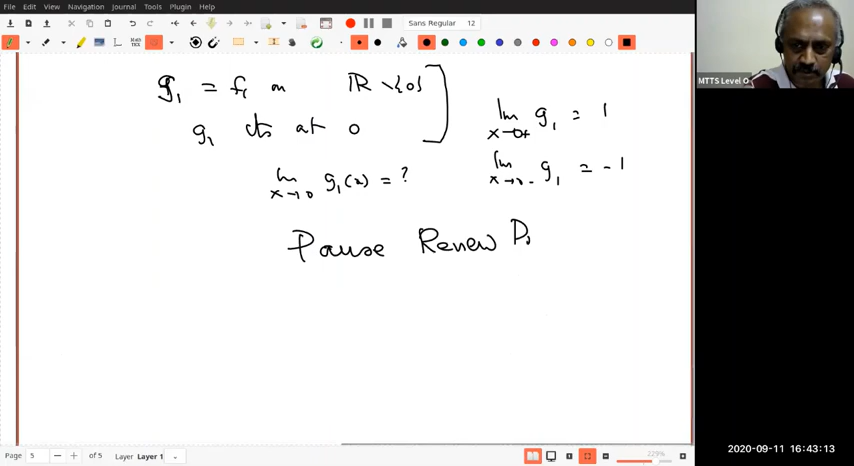 File Edit View Navigation Journal Tools Plugin Help
Sans Regular 12
g₁ = f₁ on ℝ \ {0}
g₁ cts at 0
lim x→0+ g₁ = 1
lim x→0- g₁ = -1
lim x→0 g₁(x) = ?
Pause Renew
MTTS Level O
2020-09-11 16:43:13
Page 5 of 5 Layer Layer 1 229%